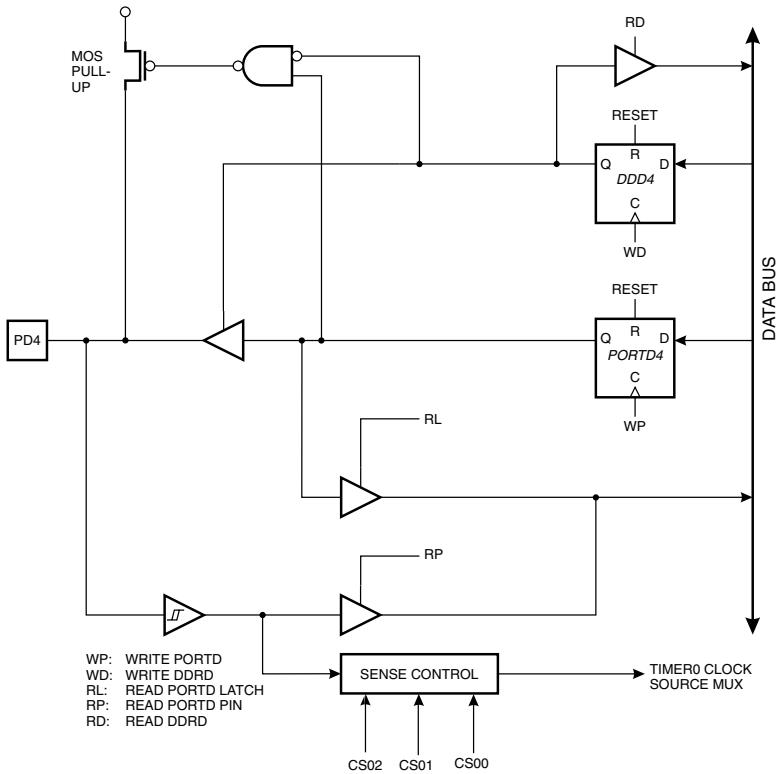 RD
MOS
PULL-
UP
RESET
R
Q
D
DDD4
C
WD
RESET
R
PD4
Q
D
PORTD4
C
WP
DATA BUS
RL
RP
WP: WRITE PORTD
WD: WRITE DDRD
RL: READ PORTD LATCH
RP: READ PORTD PIN
RD: READ DDRD
SENSE CONTROL
TIMER0 CLOCK
SOURCE MUX
CS02
CS01
CS00